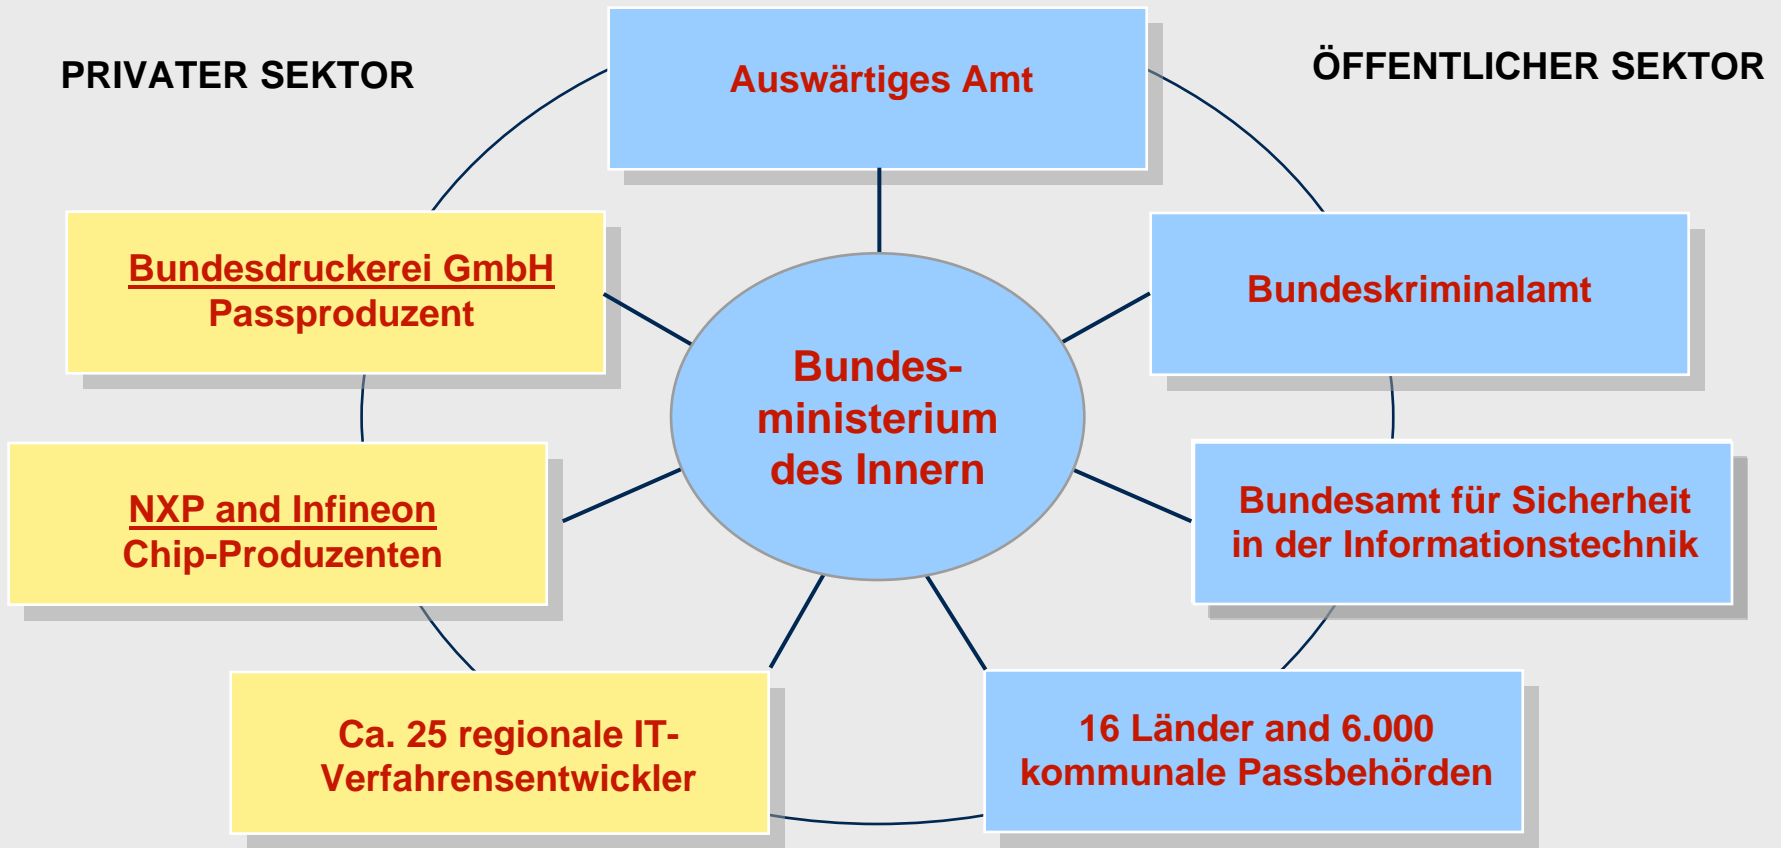 PRIVATER SEKTOR
ÖFFENTLICHER SEKTOR
Auswärtiges Amt
Bundesdruckerei GmbH
Passproduzent
Bundeskriminalamt
Bundes-
ministerium
des Innern
NXP and Infineon
Chip-Produzenten
Bundesamt für Sicherheit
in der Informationstechnik
Ca. 25 regionale IT-
Verfahrensentwickler
16 Länder and 6.000
kommunale Passbehörden